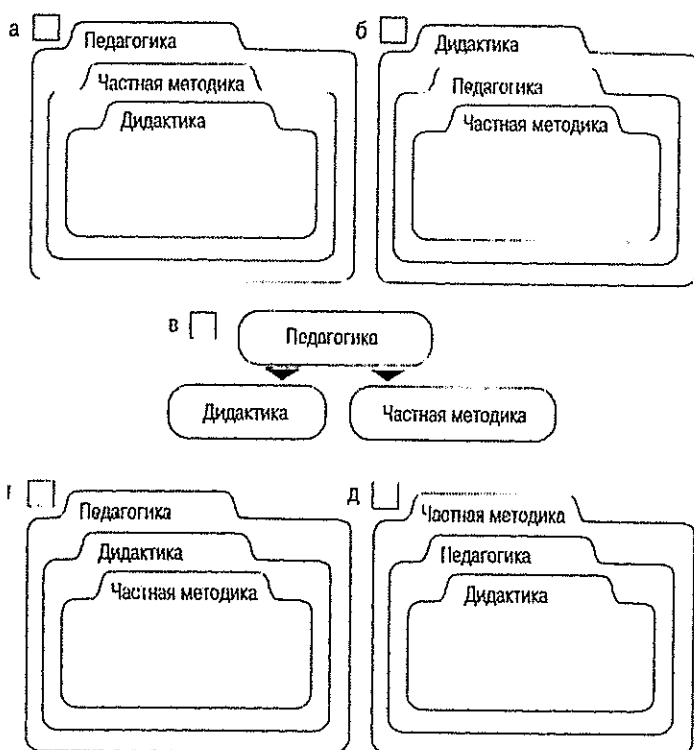 а
Педагогика
Частная методика
Дидактика
б
Дидактика
Педагогика
Частная методика
в
Педагогика
Дидактика
Частная методика
г
Педагогика
Дидактика
Частная методика
д
Частная методика
Педагогика
Дидактика